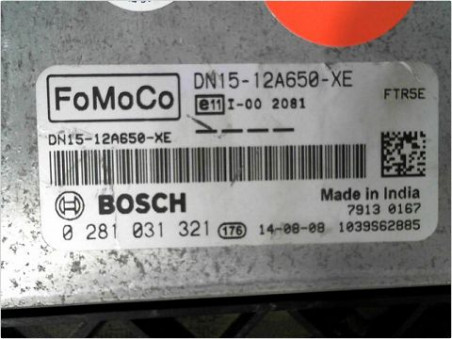 FoMoCo
DN15-12A650-XE
e11 I-00 2081
FTR5E
DN15-12A650-XE
BOSCH
Made in India
7913 0167
0 281 031 321 176 14-08-08 1039S62885